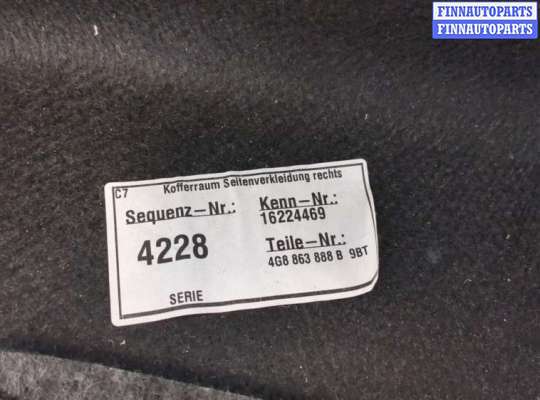 FINNAUTOPARTS
FINNAUTOPARTS
C7 Kofferraum Seitenverkleidung rechts
Sequenz-Nr.: Kenn-Nr.:
16224469
4228 Teile-Nr.:
4G8 863 888 B 9BT
SERIE